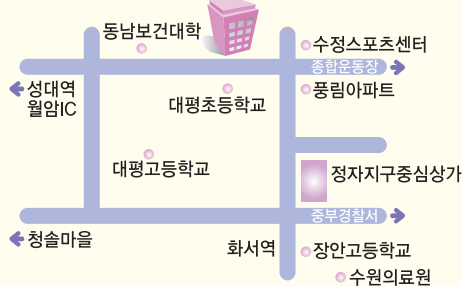 동남보건대학
수정스포츠센터
종합운동장
성대역
월암IC
대평초등학교
풍림아파트
대평고등학교
정자지구중심상가
중부경찰서
청솔마을
화서역
장안고등학교
수원의료원